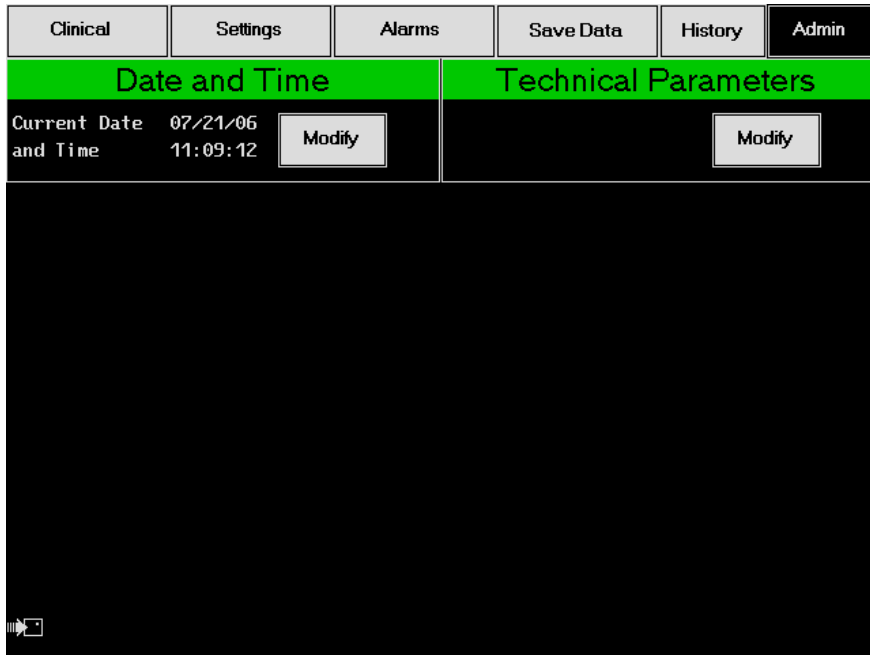 Clinical Settings Alarms Save Data History Admin
Date and Time Technical Parameters
Current Date 07/21/06
and Time 11:09:12
Modify Modify